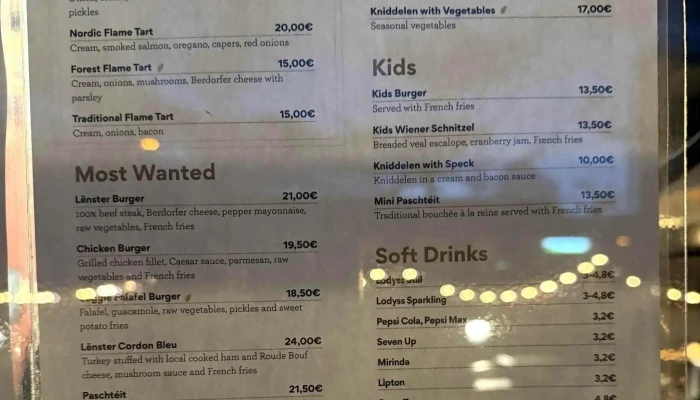 pickles
Nordic Flame Tart 20,00€
Cream, smoked salmon, oregano, capers, red onions
Forest Flame Tart 15,00€
Cream, onions, mushrooms, Berdorfer cheese with
parsley
Traditional Flame Tart 15,00€
Cream, onions, bacon
Most Wanted
Lënster Burger 21,00€
100% beef steak, Berdorfer cheese, pepper mayonnaise,
raw vegetables, French fries
Chicken Burger 19,50€
Grilled chicken fillet, Caesar sauce, parmesan, raw
vegetables and French fries
Veggie Falafel Burger 18,50€
Falafel, guacamole, raw vegetables, pickles and sweet
potato fries
Lënster Cordon Bleu 24,00€
Turkey stuffed with local cooked ham and Roude Bouf
cheese, mushroom sauce and French fries
Paschtéit 21,50€
Kniddelen with Vegetables 17,00€
Seasonal vegetables
Kids
Kids Burger 13,50€
Served with French fries
Kids Wiener Schnitzel 13,50€
Breaded veal escalope, cranberry jam, French fries
Kniddelen with Speck 10,00€
Kniddelen in a cream and bacon sauce
Mini Paschtéit 13,50€
Traditional bouchée à la reine served with French fries
Soft Drinks
Lodyss Still 3-4,8€
Lodyss Sparkling 3-4,8€
Pepsi Cola, Pepsi Max 3,2€
Seven Up 3,2€
Mirinda 3,2€
Lipton 3,2€
4,8€